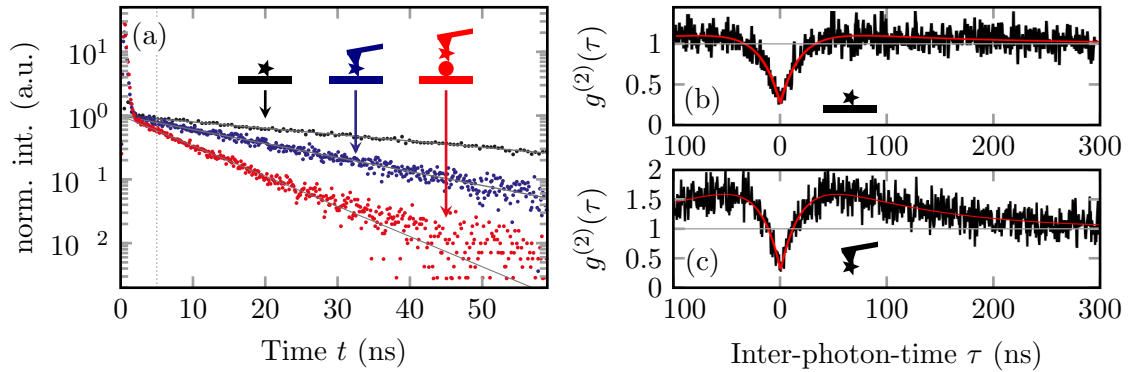 (a)
norm. int. (a.u.)
10 1
10 0
10 1
10 2
0 10 20 30 40 50
Time t (ns)
(b)
g(2)(τ)
1
0.5
0
100 0 100 200 300
(c)
g(2)(τ)
2
1.5
1
0.5
0
100 0 100 200 300
Inter-photon-time τ (ns)